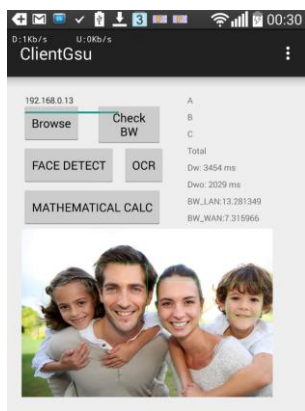 00:30
D:1Kb/s U:0Kb/s
ClientGsu
192.168.0.13
Browse
Check
BW
FACE DETECT
OCR
MATHEMATICAL CALC
A
B
C
Total
Dw: 3454 ms
Dwo: 2029 ms
BW_LAN:13.281349
BW_WAN:7.315966